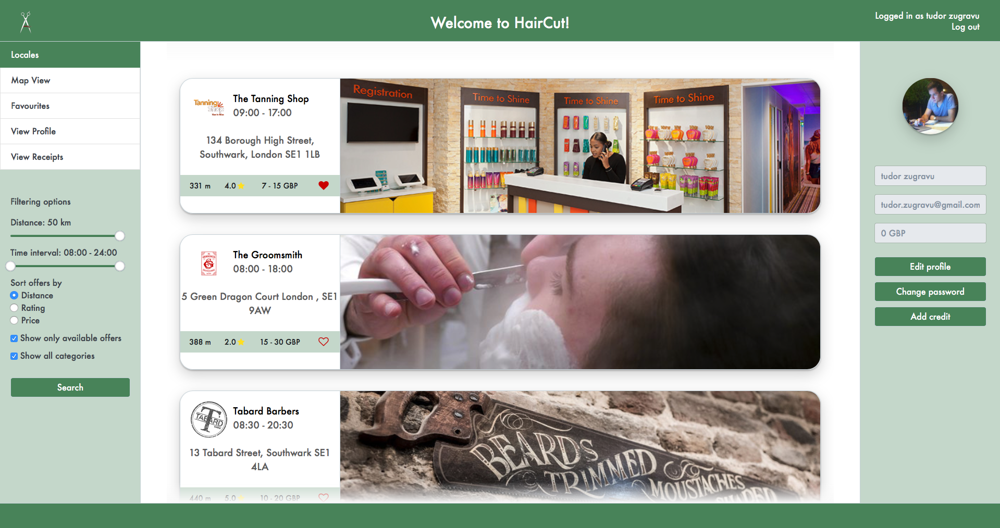 Welcome to HairCut!
Logged in as tudor zugravu
Log out
Locales
Map View
Favourites
View Profile
View Receipts
Filtering options
Distance: 50 km
Time interval: 08:00 - 24:00
Sort offers by
Distance
Rating
Price
Show only available offers
Show all categories
Search
Tanning
Shop
The Tanning Shop
09:00 - 17:00
134 Borough High Street,
Southwark, London SE1 1LB
331 m 4.0 7 - 15 GBP
Registration
Time to Shine
Time to Shine
Time to Shine
The Groomsmith
08:00 - 18:00
5 Green Dragon Court London , SE1
9AW
388 m 2.0 15 - 30 GBP
TABARD
Tabard Barbers
08:30 - 20:30
13 Tabard Street, Southwark SE1
4LA
440 m 5.0 10 - 20 GBP
BEARDS
TRIMMED
MOUSTACHES
SHAPED
tudor zugravu
tudor.zugravu@gmail.com
0 GBP
Edit profile
Change password
Add credit